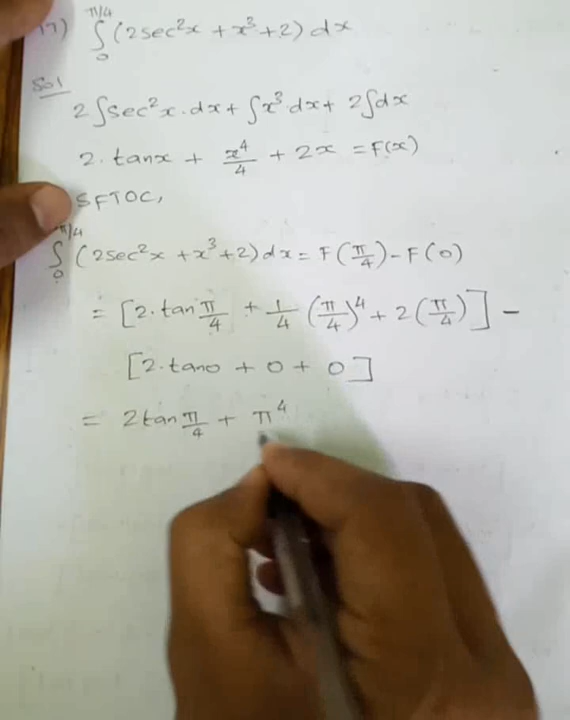 17) ∫₀^π/4 (2sec²x + x³ + 2) dx
Sol
2∫sec²x.dx + ∫x³.dx + 2∫dx
2.tanx + x⁴/4 + 2x = F(x)
SFTOC,
∫₀^π/4 (2sec²x + x³ + 2) dx = F(π/4) - F(0)
= [2.tan π/4 + 1/4 (π/4)⁴ + 2(π/4)] -
[2.tan0 + 0 + 0]
= 2tan π/4 + π⁴